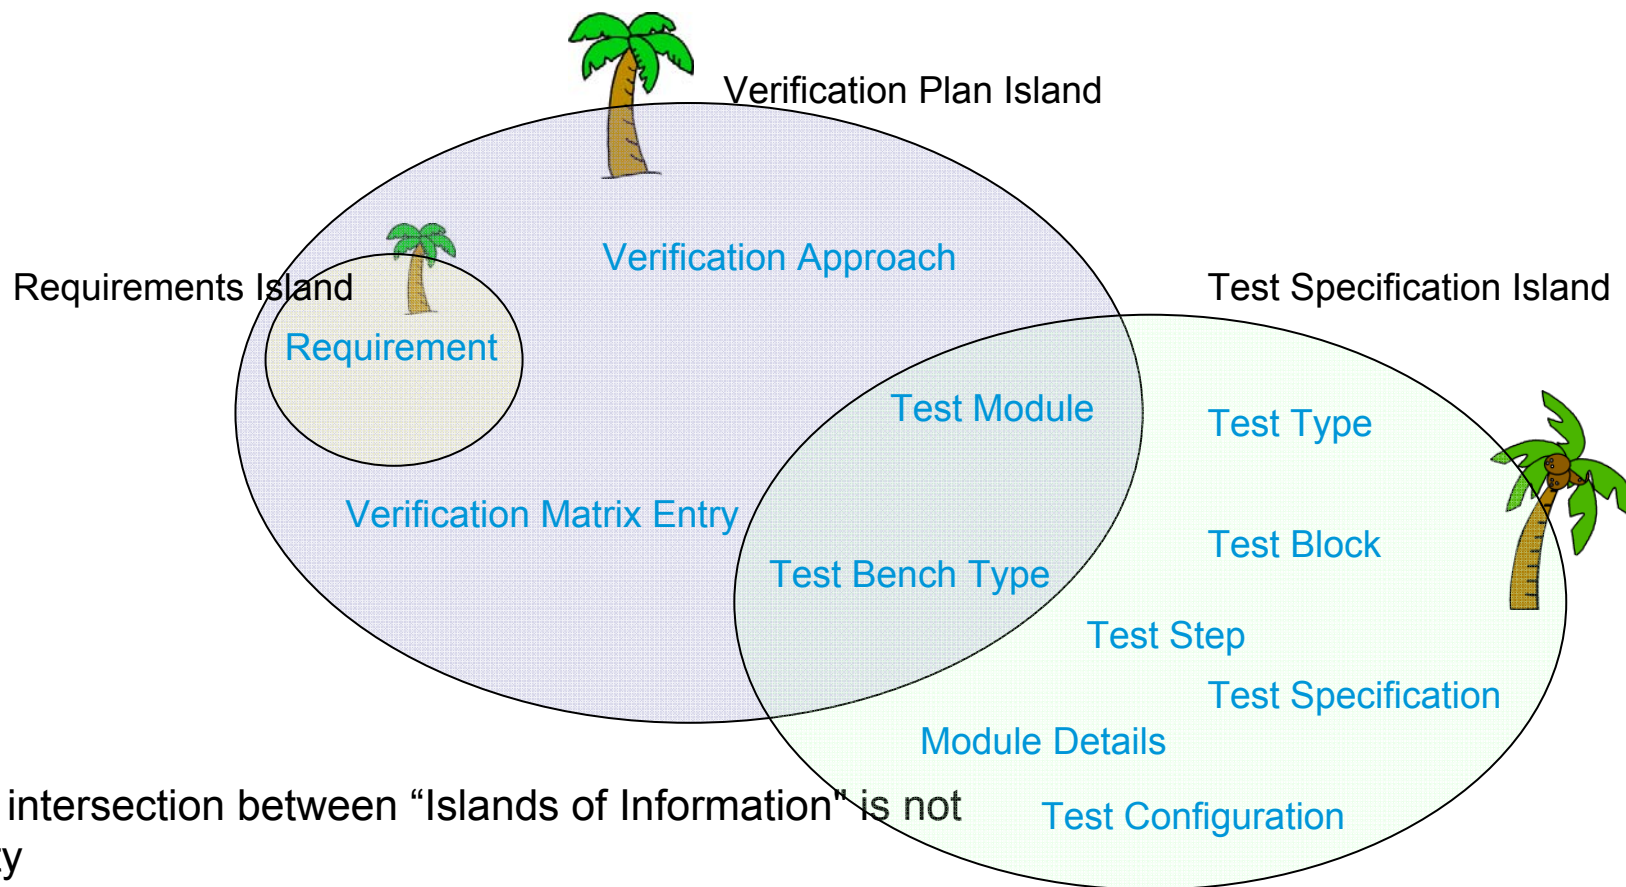 Verification Plan Island
Verification Approach
Requirements Island
Test Specification Island
Requirement
Test Module
Test Type
Verification Matrix Entry
Test Block
Test Bench Type
Test Step
Test Specification
Module Details
intersection between “Islands of Information" is not
Test Configuration